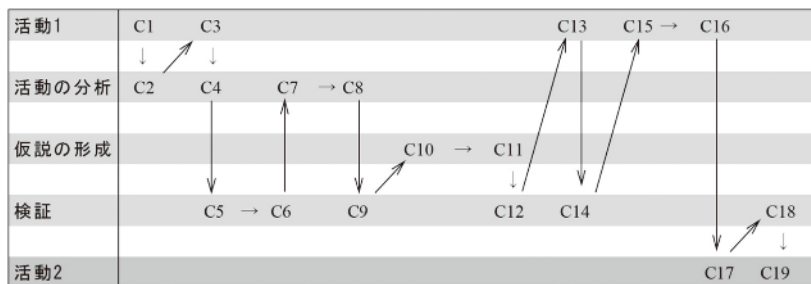 活動1 C1 C3 C13 C15 → C16
↓ ↓
活動の分析 C2 C4 C7 → C8
仮説の形成 C10 → C11
↓
検証 C5 → C6 C9 C12 C14 C18
↓
活動2 C17 C19